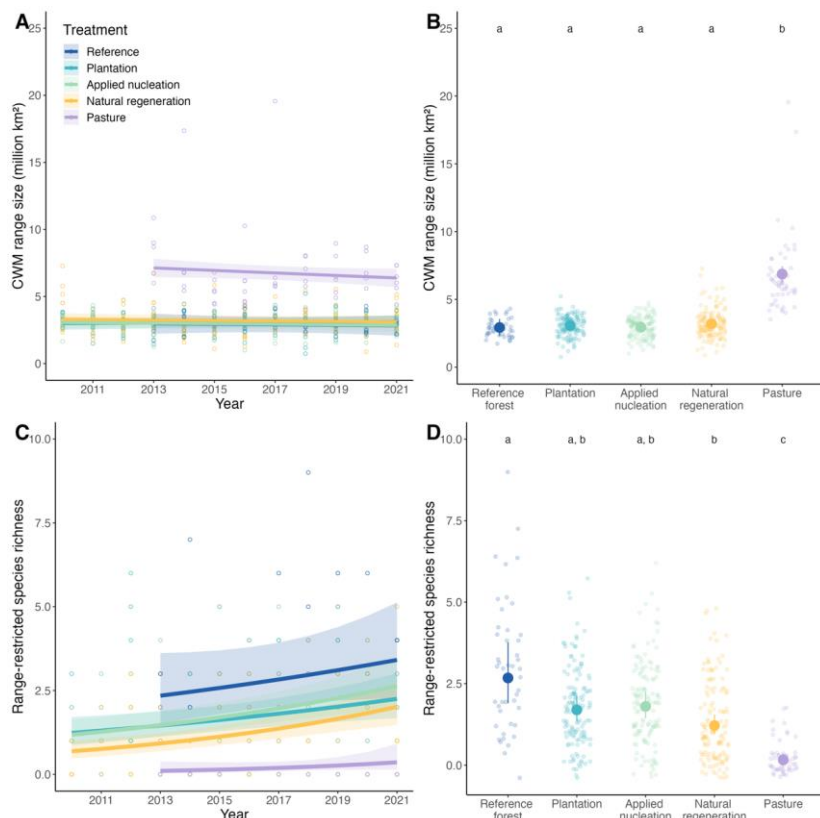 A
Treatment
Reference
Plantation
Applied nucleation
Natural regeneration
Pasture
25
20
15
10
5
0
CWM range size (million km²)
2011 2013 2015 2017 2019 2021
Year
B
a a a a b
25
20
15
10
5
0
CWM range size (million km²)
Reference forest Plantation Applied nucleation Natural regeneration Pasture
C
10.0
7.5
5.0
2.5
0.0
Range-restricted species richness
2011 2013 2015 2017 2019 2021
Year
D
a a, b a, b b c
10.0
7.5
5.0
2.5
0.0
Range-restricted species richness
Reference forest Plantation Applied nucleation Natural regeneration Pasture